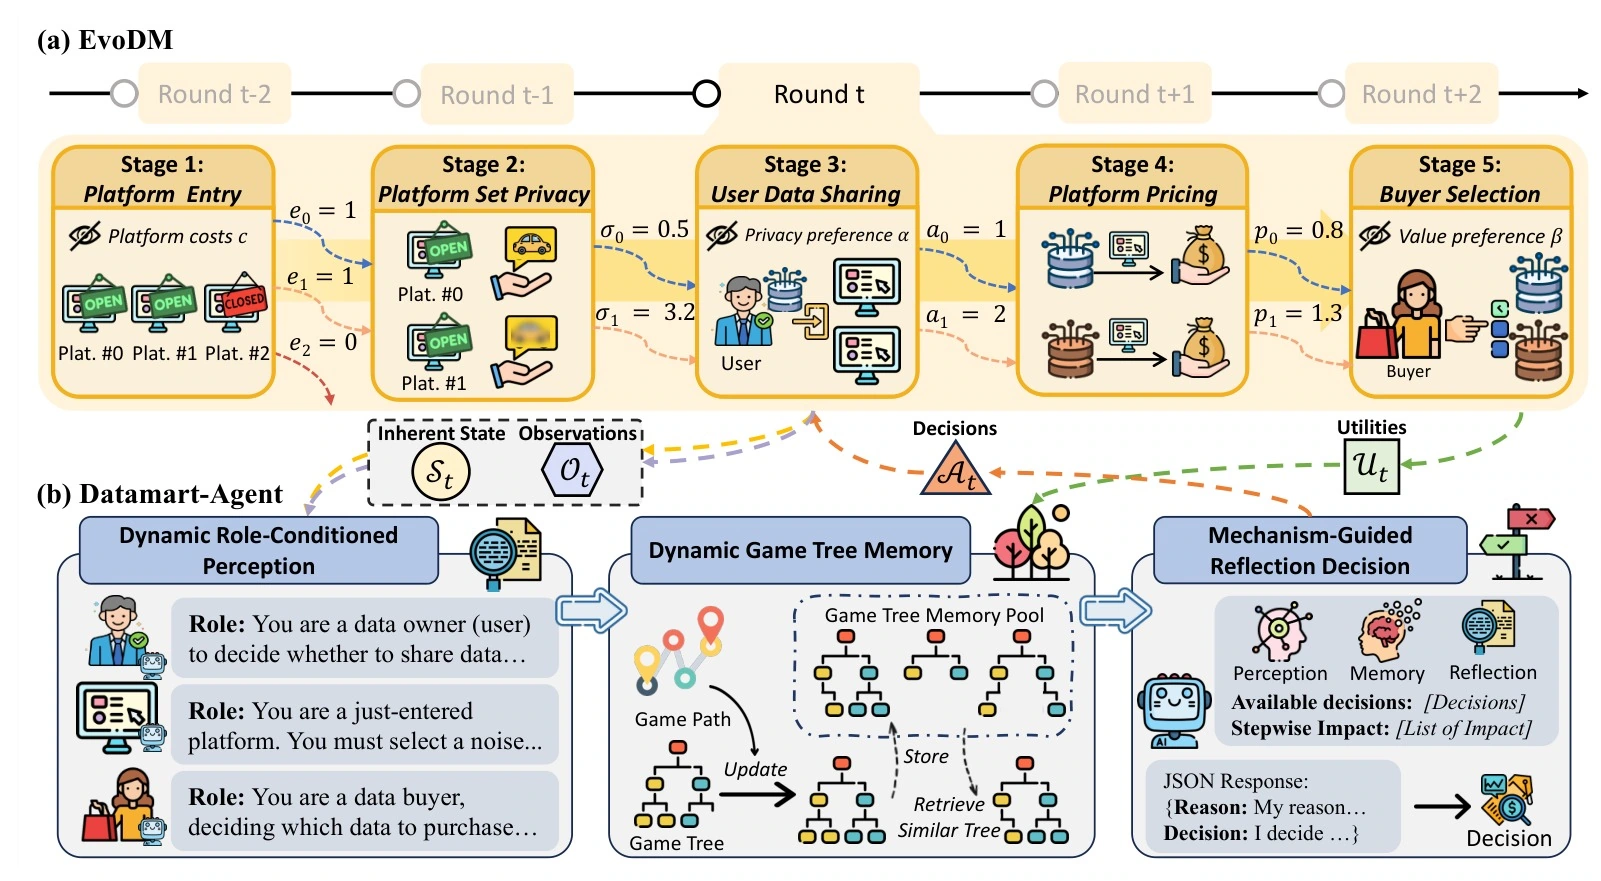 (a) EvoDM
Round t-2
Round t-1
Round t
Round t+1
Round t+2
Stage 1:
Platform Entry
Platform costs c
OPEN
OPEN
CLOSED
Plat. #0 Plat. #1 Plat. #2
e₀ = 1
e₁ = 1
e₂ = 0
Stage 2:
Platform Set Privacy
OPEN
Plat. #0
OPEN
Plat. #1
σ₀ = 0.5
σ₁ = 3.2
Stage 3:
User Data Sharing
Privacy preference α
User
a₀ = 1
a₁ = 2
Stage 4:
Platform Pricing
$
$
p₀ = 0.8
p₁ = 1.3
Stage 5:
Buyer Selection
Value preference β
Buyer
Inherent State Observations
𝒮ₜ 𝒪ₜ
Decisions
𝒜ₜ
Utilities
𝒰ₜ
(b) Datamart-Agent
Dynamic Role-Conditioned
Perception
Role: You are a data owner (user)
to decide whether to share data…
Role: You are a just-entered
platform. You must select a noise...
Role: You are a data buyer,
deciding which data to purchase…
Dynamic Game Tree Memory
Game Tree Memory Pool
Game Path
Update
Store
Retrieve
Similar Tree
Game Tree
Mechanism-Guided
Reflection Decision
Perception Memory Reflection
Available decisions: [Decisions]
Stepwise Impact: [List of Impact]
AI
JSON Response:
{Reason: My reason…
Decision: I decide …}
$
Decision